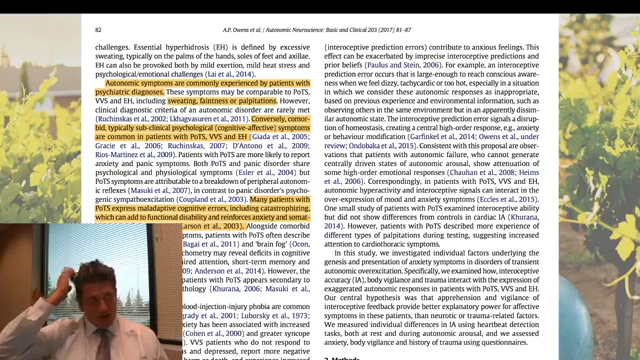 82
A.P. Owens et al. / Autonomic Neuroscience: Basic and Clinical 203 (2017) 81–87
challenges. Essential hyperhidrosis (EH) is defined by excessive
sweating, typically on the palms of the hands, soles of feet and axillae.
EH can also be provoked both by mild exertion, mild heat stress and
psychological/emotional challenges (Lai et al., 2014).
Autonomic symptoms are commonly experienced by patients with
psychiatric diagnoses. These symptoms may be comparable to PoTS,
VVS and EH, including sweating, faintness or palpitations. However,
clinical diagnostic criteria of an autonomic disorder are rarely met
(Ruchinskas et al., 2002; Lkhagvasuren et al., 2011). Conversely, comor-
bid, typically sub-clinical psychological (cognitive-affective) symptoms
are common in patients with PoTS, VVS and EH (Giada et al., 2005;
Gracie et al., 2006; Ruchinskas, 2007; D'Antono et al., 2009;
Rios-Martinez et al., 2009). Patients with PoTS are more likely to report
anxiety and panic symptoms. Both PoTS and panic disorder share
psychological and physiological symptoms (Esler et al., 2004) but
PoTS symptoms are attributable to a breakdown of peripheral autonom-
ic reflexes (Masuki et al., 2007), in contrast to panic disorder's psycho-
genic sympathoexcitation (Coupland et al., 2003). Many patients with
PoTS express maladaptive cognitive errors, including catastrophizing,
which can add to functional disability and reinforces anxiety and somat-
arson et al., 2003). Alongside comorbid
ptoms, patients with PoTS often describe
Bagai et al., 2011) and 'brain fog' (Ocon,
chometry may reveal deficits in cognitive
aired attention, short-term memory and
09; Anderson et al., 2014). However, the
patients with PoTS appears secondary to
hology (Khurana, 2006; Masuki et al.,
lood-injection-injury phobia are common
grady et al., 2001; Luborsky et al., 1973);
xiety has been associated with increased
(Cohen et al., 2000) and greater syncope
VVS patients who do not respond to
us and depressed, report more negative
(interoceptive prediction errors) contribute to anxious feelings. This
effect can be exacerbated by imprecise interoceptive predictions and
prior beliefs (Paulus and Stein, 2006). For example, an interoceptive
prediction error occurs that is large-enough to reach conscious aware-
ness when we feel dizzy, tachycardic or too hot, especially in a situation
in which we consider these autonomic responses as inappropriate,
based on previous experience and environmental information, such as
observing others in the same environment but in an apparently dissimi-
lar autonomic state. The interoceptive prediction error signals a disrup-
tion of homeostasis, creating a central high-order response, e.g., anxiety
or behaviour modification (Garfinkel et al., 2014; Owens et al., under
review; Ondobaka et al., 2015). Consistent with this proposal are obser-
vations that patients with autonomic failure, who cannot generate
centrally driven states of autonomic arousal, show attenuation of
some high-order emotional responses (Chauhan et al., 2008; Heims
et al., 2006). Correspondingly, in patients with PoTS, VVS and EH,
autonomic hyperactivity and interoceptive signals can interact in the
over-expression of mood and anxiety symptoms (Eccles et al., 2015).
One small study of patients with PoTS examined interoceptive ability
but did not show differences from controls in cardiac IA (Khurana,
2014). However, patients with PoTS described more experience of
different types of palpitations during testing, suggesting increased
attention to cardiothoracic symptoms.
In this study, we investigated individual factors underlying the
genesis and presentation of anxiety symptoms in disorders of transient
autonomic overexcitation. Specifically, we examined how, interoceptive
accuracy (IA), body vigilance and trauma interact with the expression of
exaggerated autonomic responses in patients with PoTS, VVS and EH.
Our central hypothesis was that apprehension and vigilance of
interoceptive feedback provide better explanatory power for affective
symptoms in these patients, than neurotic or trauma-related factors.
We measured individual differences in IA using heartbeat detection
tasks, both at rest and during autonomic arousal, and we assessed
anxiety, body vigilance and history of trauma using questionnaires.